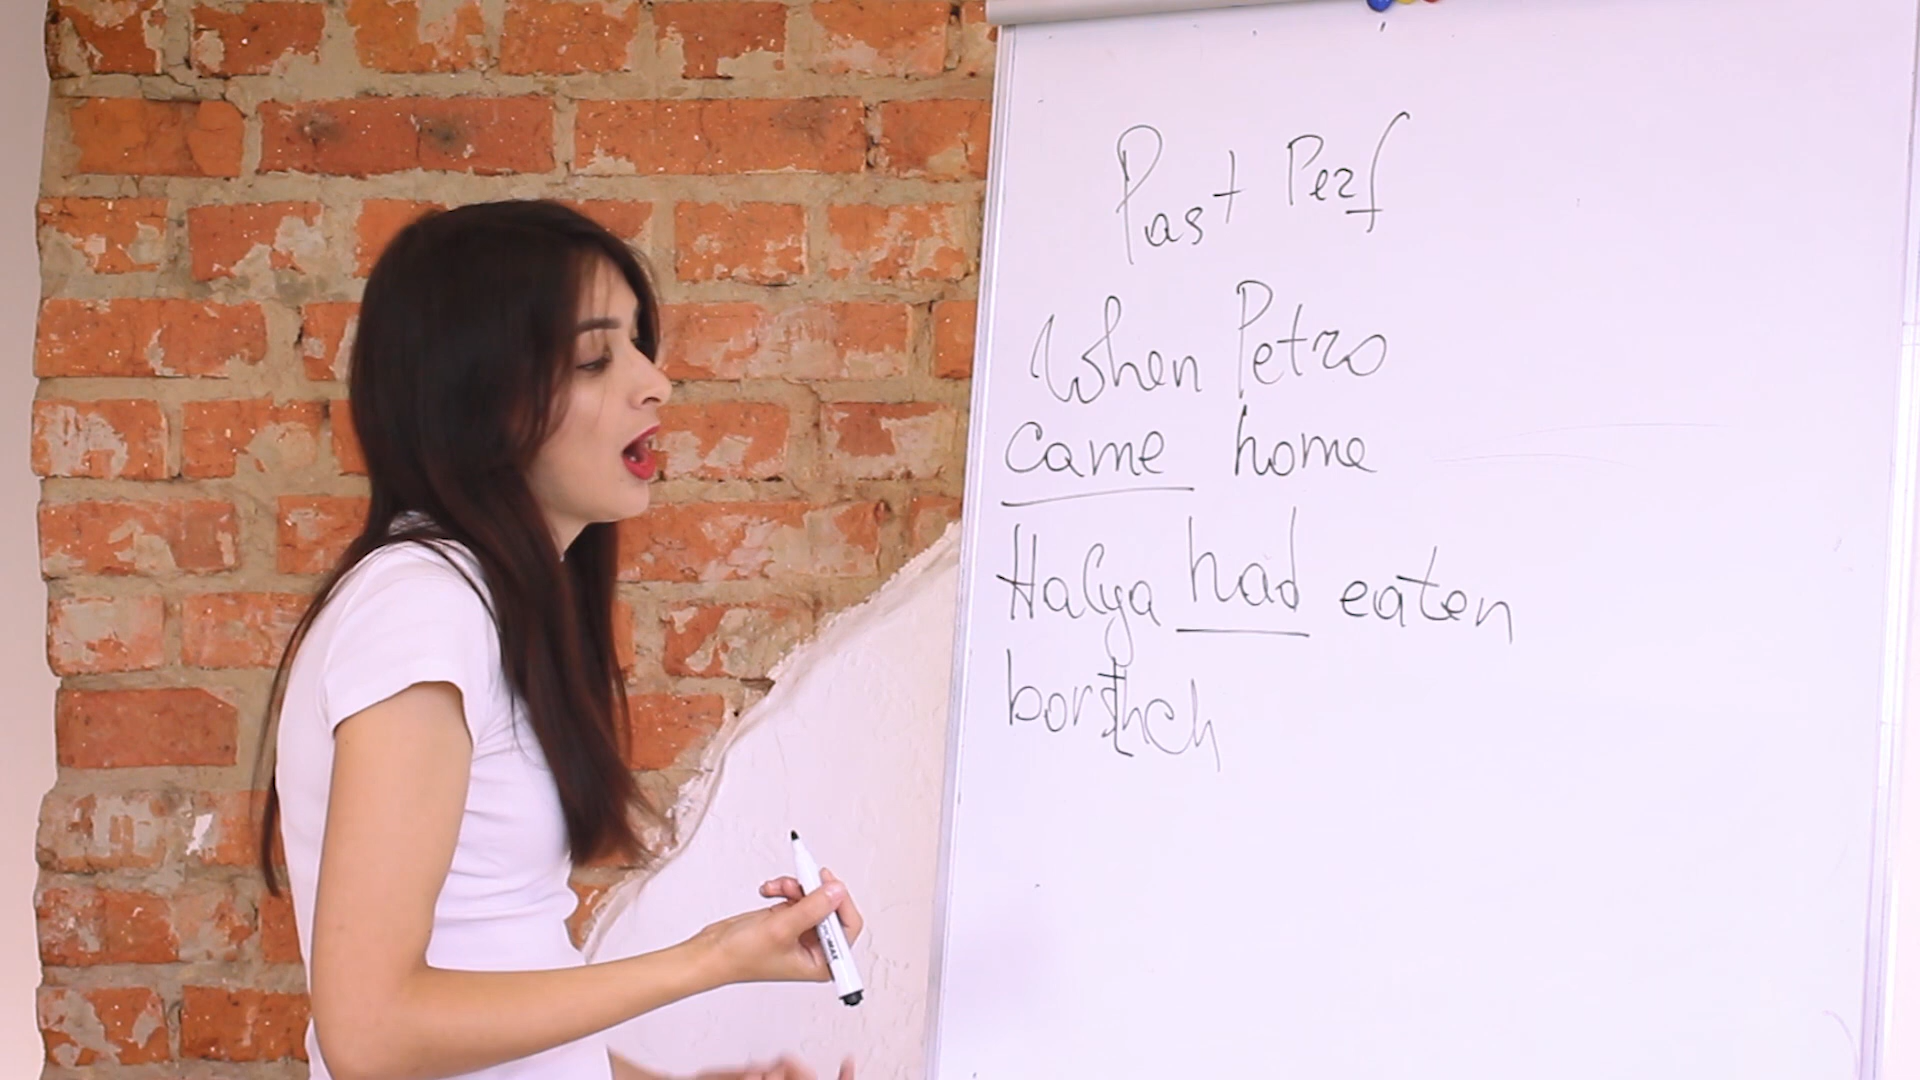 Past Perf
When Petro
came home
Halya had eaten
borshch